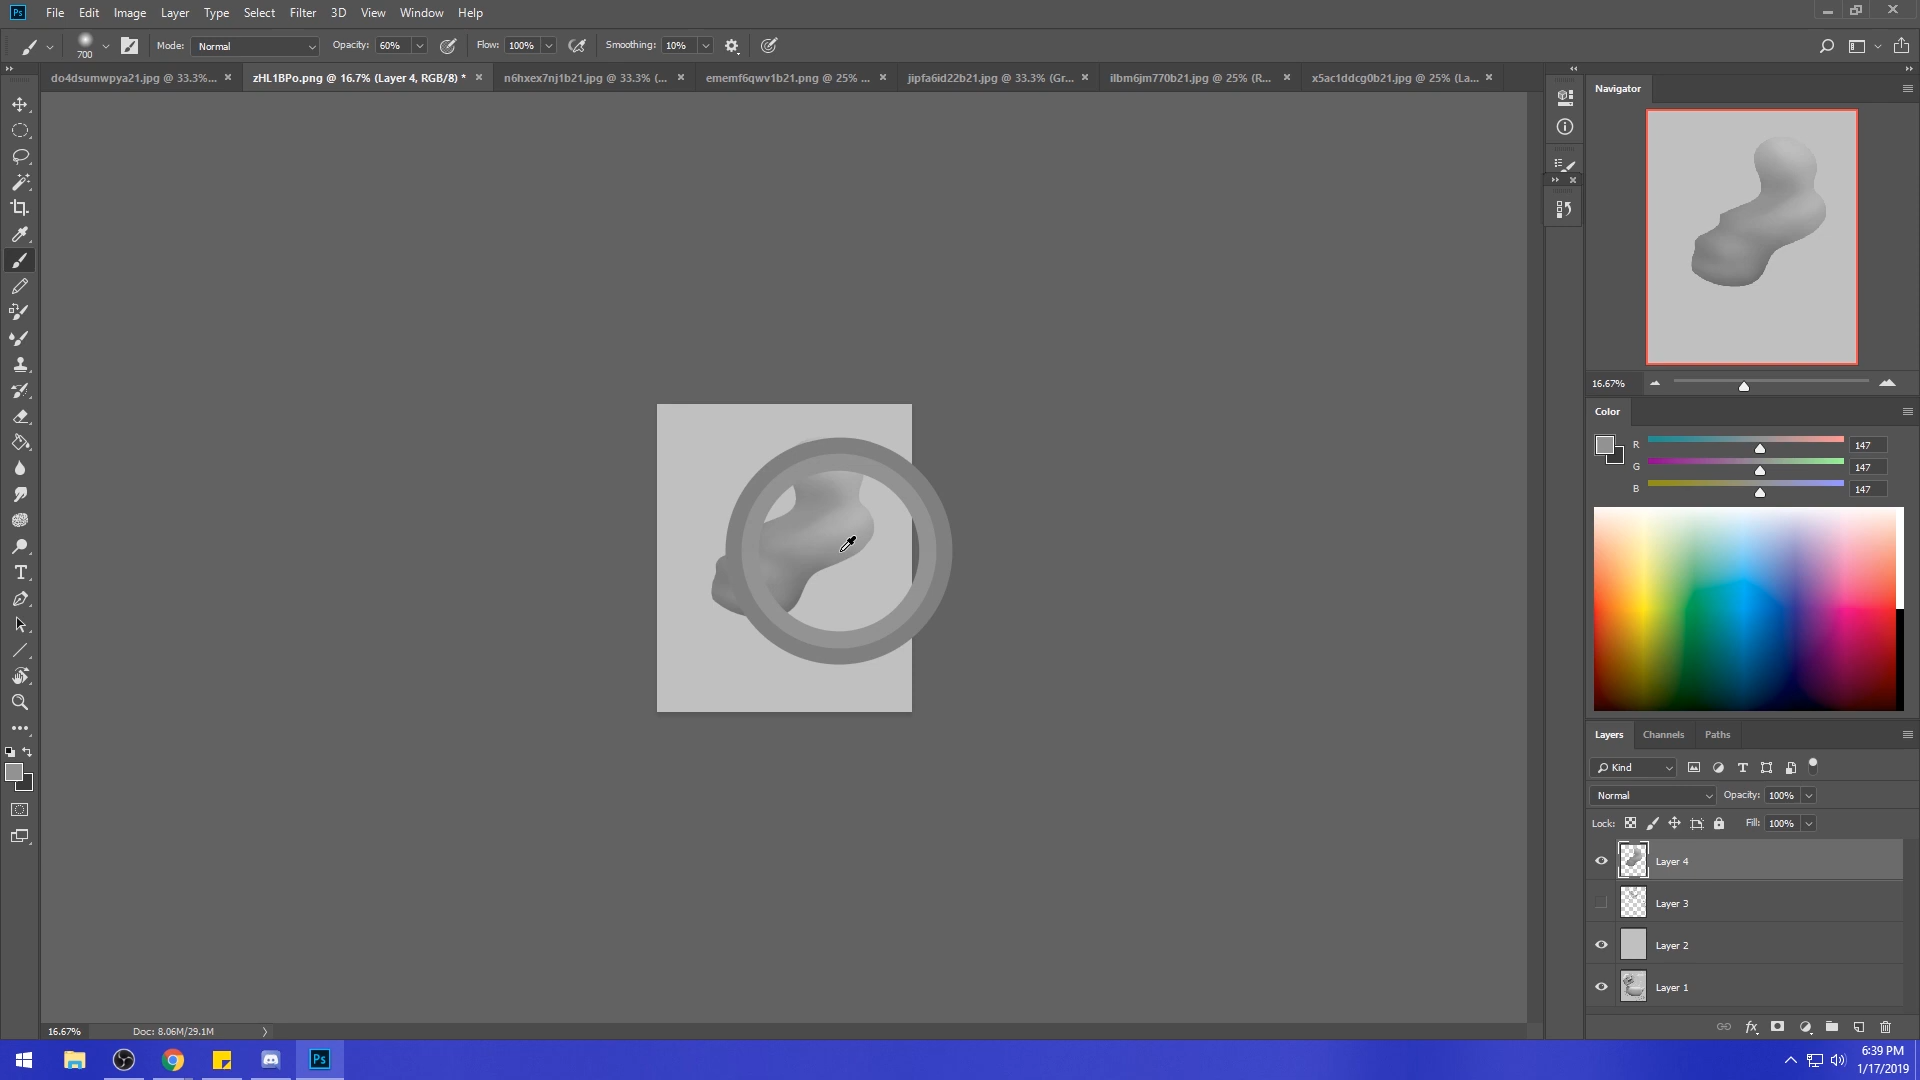 Ps File Edit Image Layer Type Select Filter 3D View Window Help
700 Mode: Normal Opacity: 60% Flow: 100% Smoothing: 10%
do4dsumwpya21.jpg @ 33.3%... zHL1BPo.png @ 16.7% (Layer 4, RGB/8) * n6hxex7nj1b21.jpg @ 33.3% (... ememf6qwv1b21.png @ 25% ... jipfa6id22b21.jpg @ 33.3% (Gr... ilbm6jm770b21.jpg @ 25% (R... x5ac1ddcg0b21.jpg @ 25% (La...
Navigator
16.67%
Color
R 147
G 147
B 147
Layers Channels Paths
Kind
Normal Opacity: 100%
Lock: Fill: 100%
Layer 4
Layer 3
Layer 2
Layer 1
16.67% Doc: 8.06M/29.1M
Ps
6:39 PM
1/17/2019